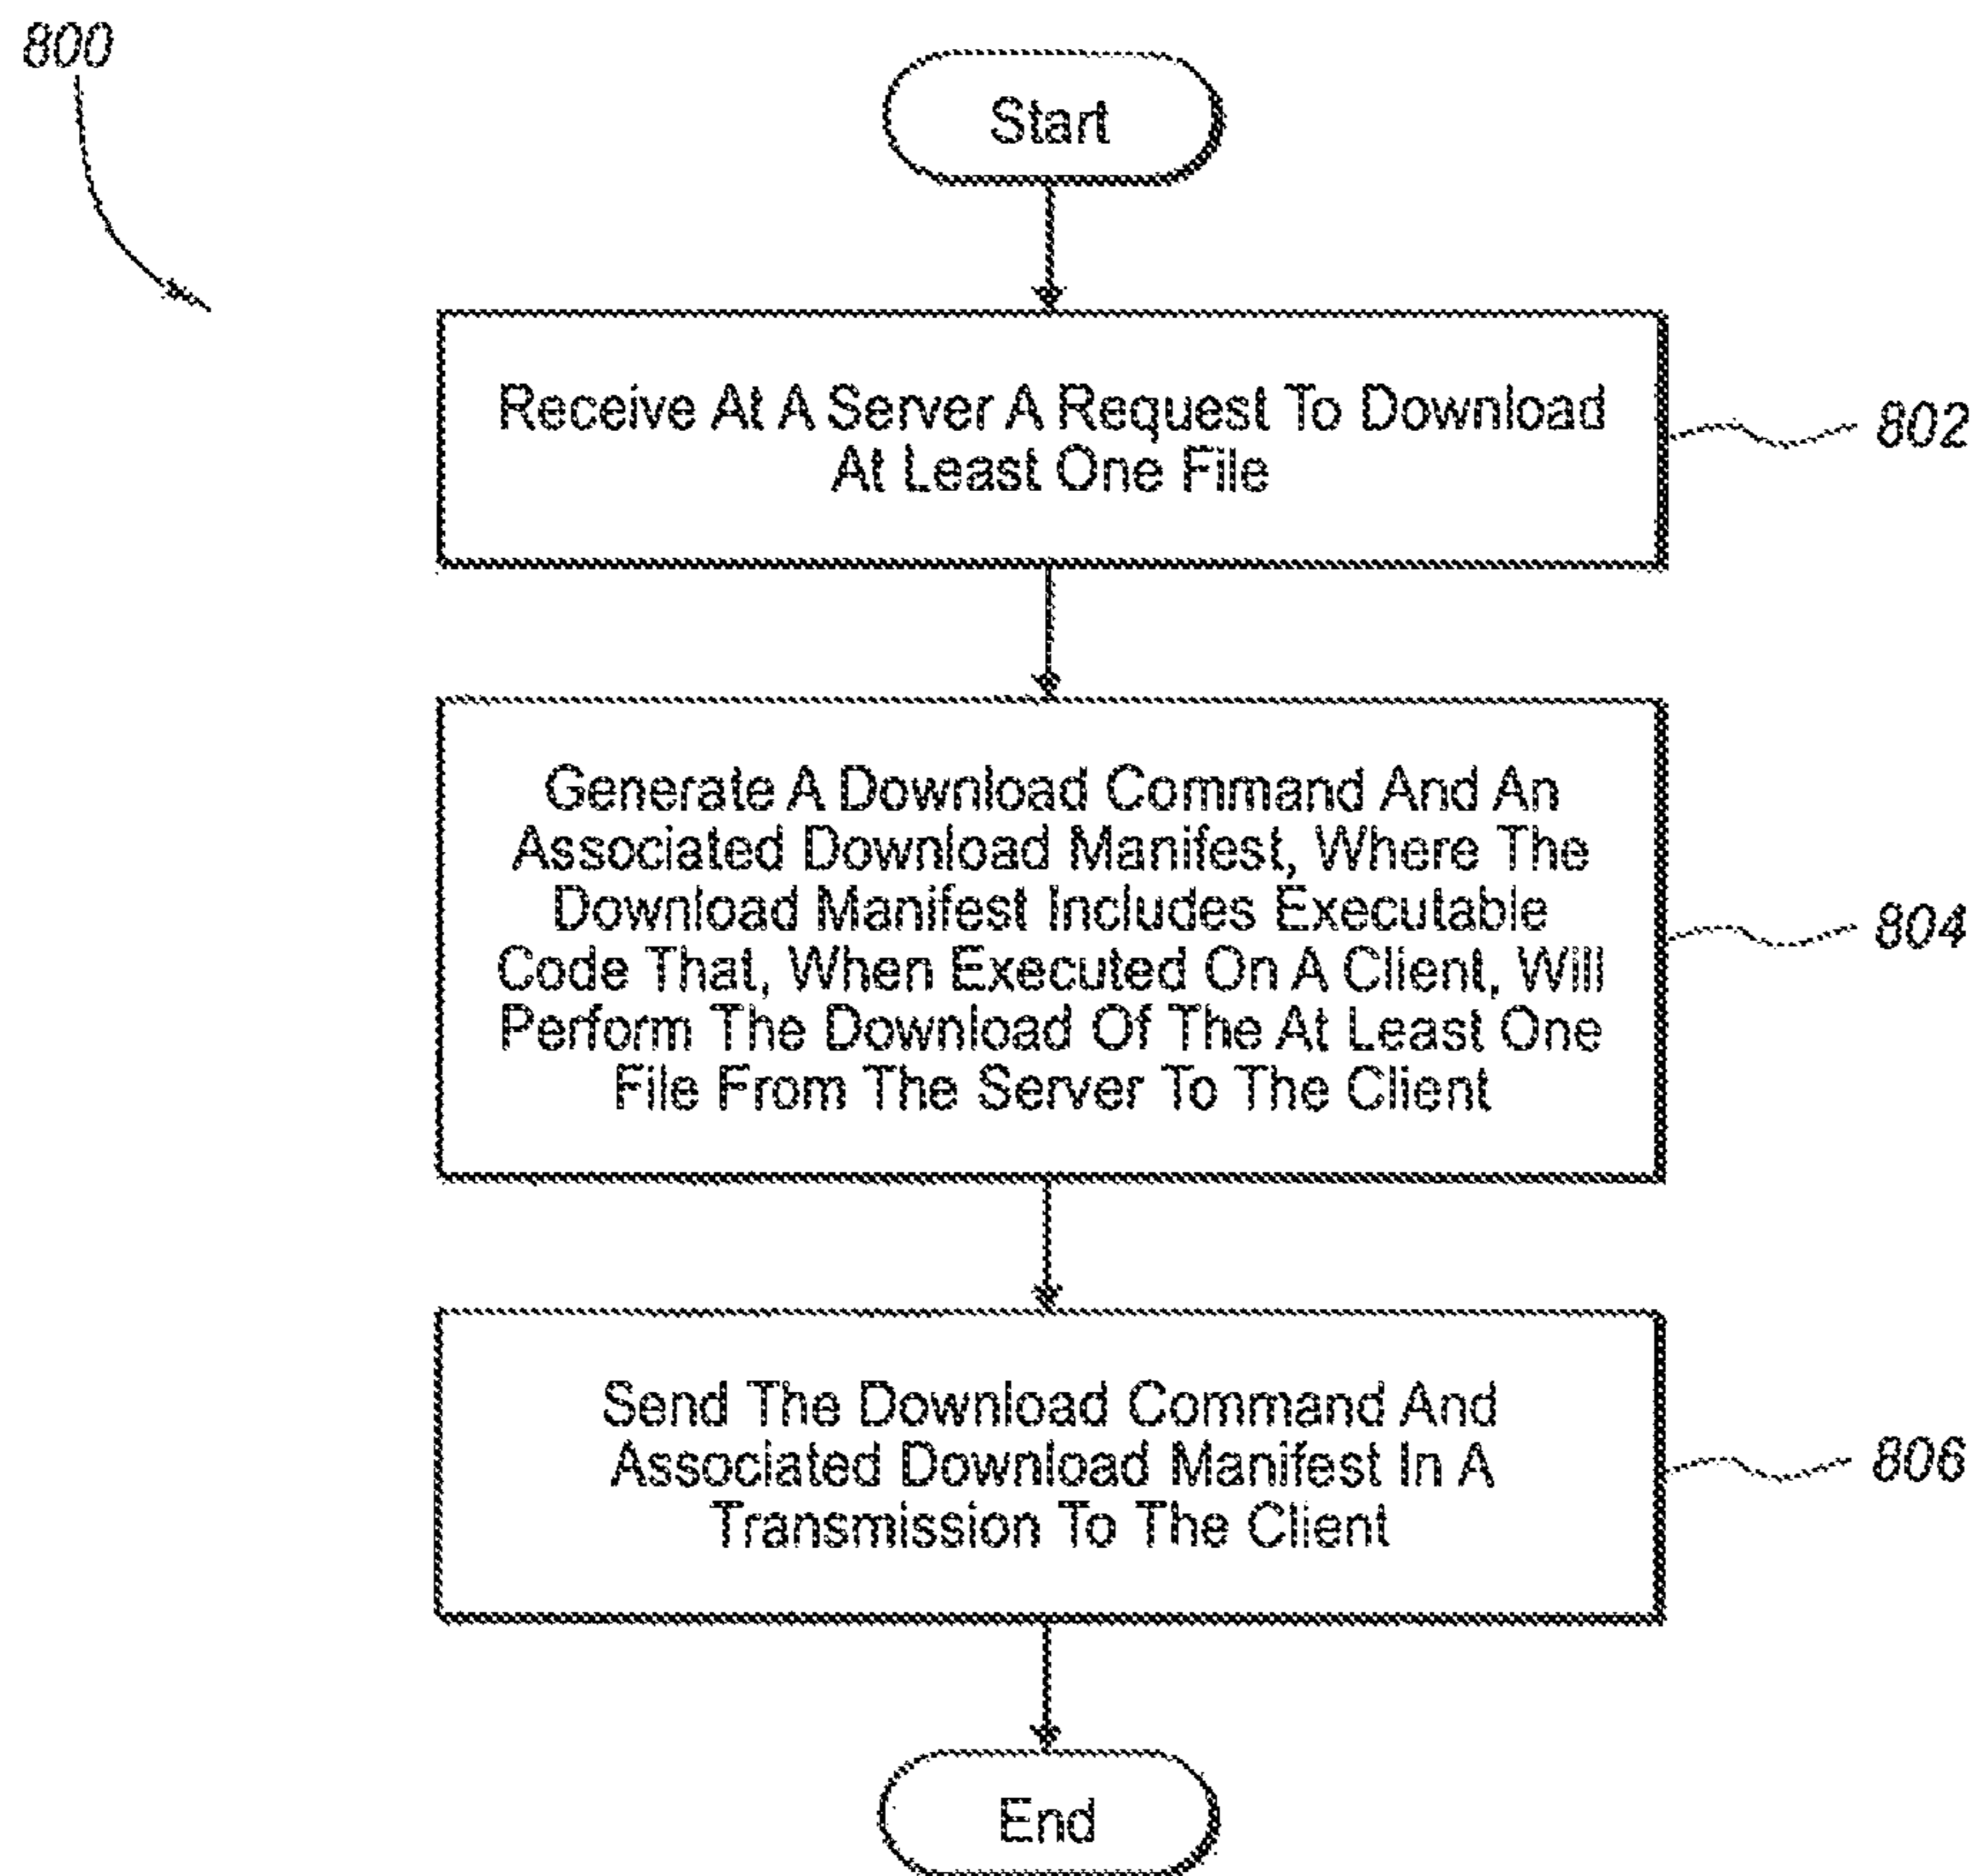 800
Start
Receive At A Server A Request To Download
At Least One File
802
Generate A Download Command And An
Associated Download Manifest, Where The
Download Manifest Includes Executable
Code That, When Executed On A Client, Will
Perform The Download Of The At Least One
File From The Server To The Client
804
Send The Download Command And
Associated Download Manifest In A
Transmission To The Client
806
End